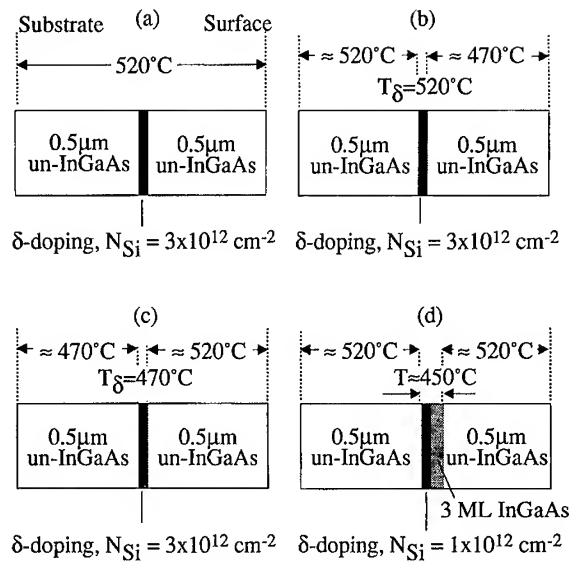 (a)
Substrate Surface
520°C
0.5µm
un-InGaAs
0.5µm
un-InGaAs
δ-doping, N_Si = 3x10^12 cm^-2
(b)
≈ 520°C ≈ 470°C
T_δ=520°C
0.5µm
un-InGaAs
0.5µm
un-InGaAs
δ-doping, N_Si = 3x10^12 cm^-2
(c)
≈ 470°C ≈ 520°C
T_δ=470°C
0.5µm
un-InGaAs
0.5µm
un-InGaAs
δ-doping, N_Si = 3x10^12 cm^-2
(d)
≈ 520°C ≈ 520°C
T≈450°C
0.5µm
un-InGaAs
0.5µm
un-InGaAs
3 ML InGaAs
δ-doping, N_Si = 1x10^12 cm^-2